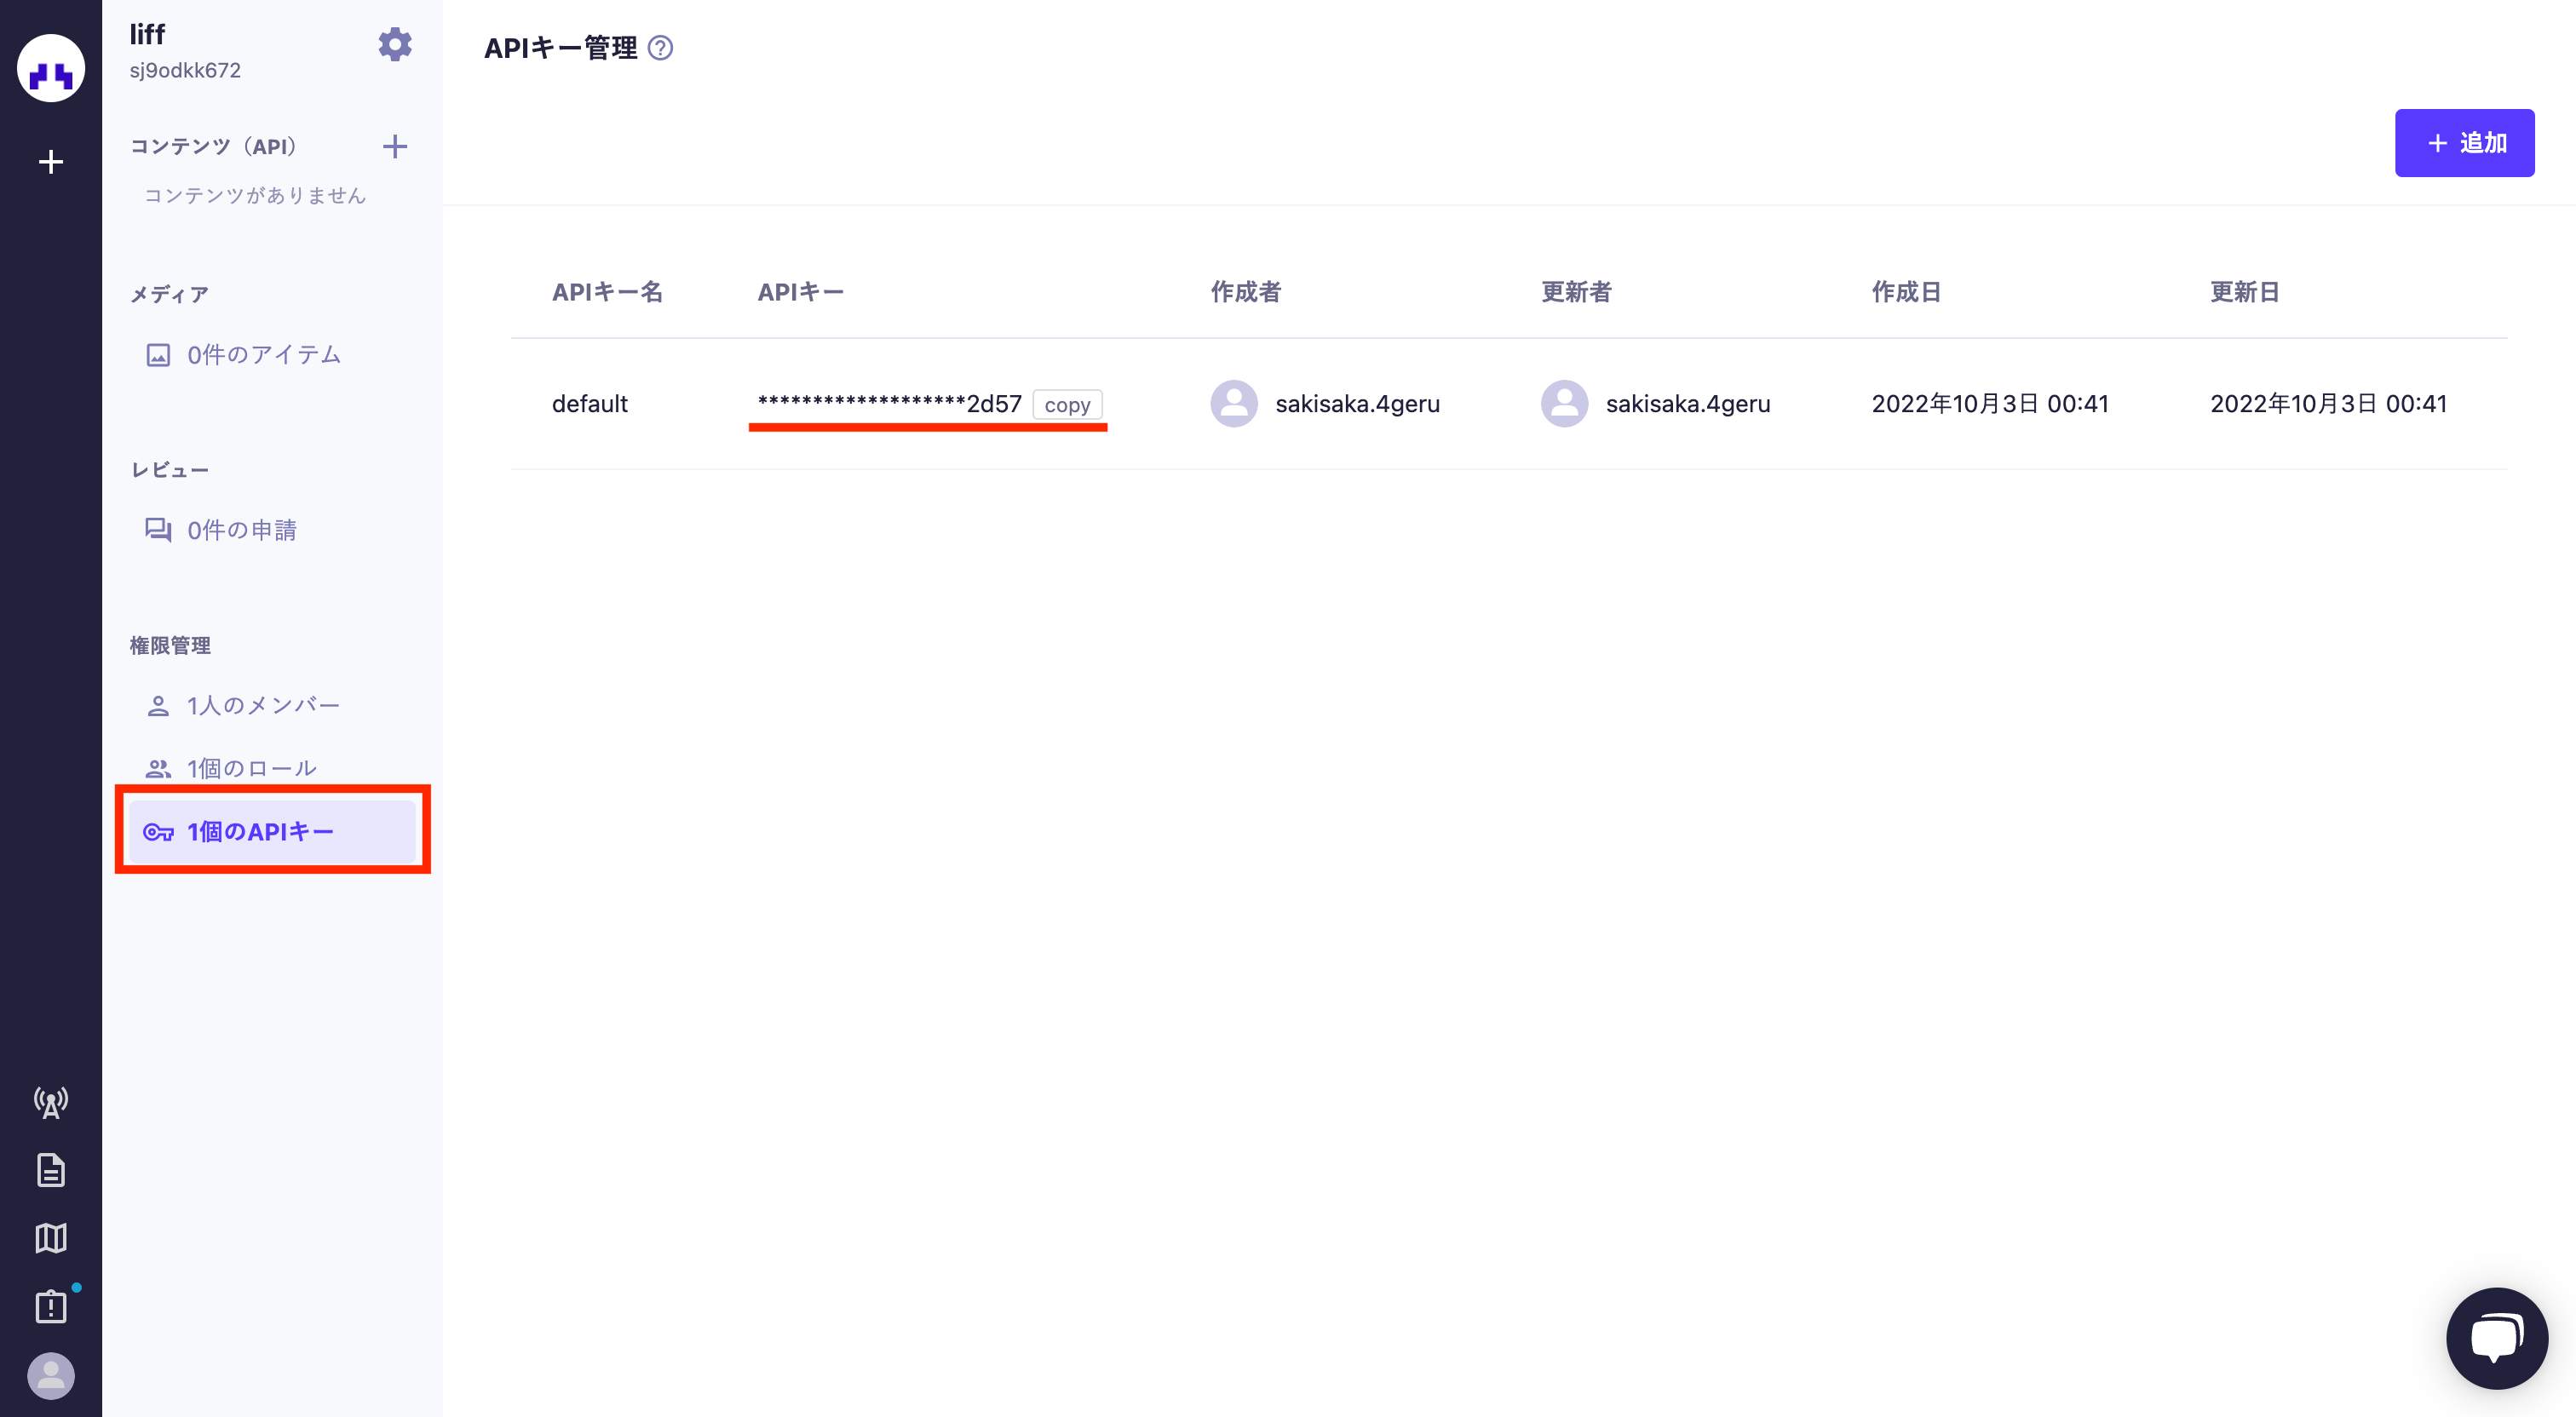 liff
sj9odkk672
コンテンツ（API）
コンテンツがありません
メディア
0件のアイテム
レビュー
0件の申請
権限管理
1人のメンバー
1個のロール
1個のAPIキー
APIキー管理
追加
APIキー名 APIキー 作成者 更新者 作成日 更新日
default *******************2d57 copy sakisaka.4geru sakisaka.4geru 2022年10月3日 00:41 2022年10月3日 00:41